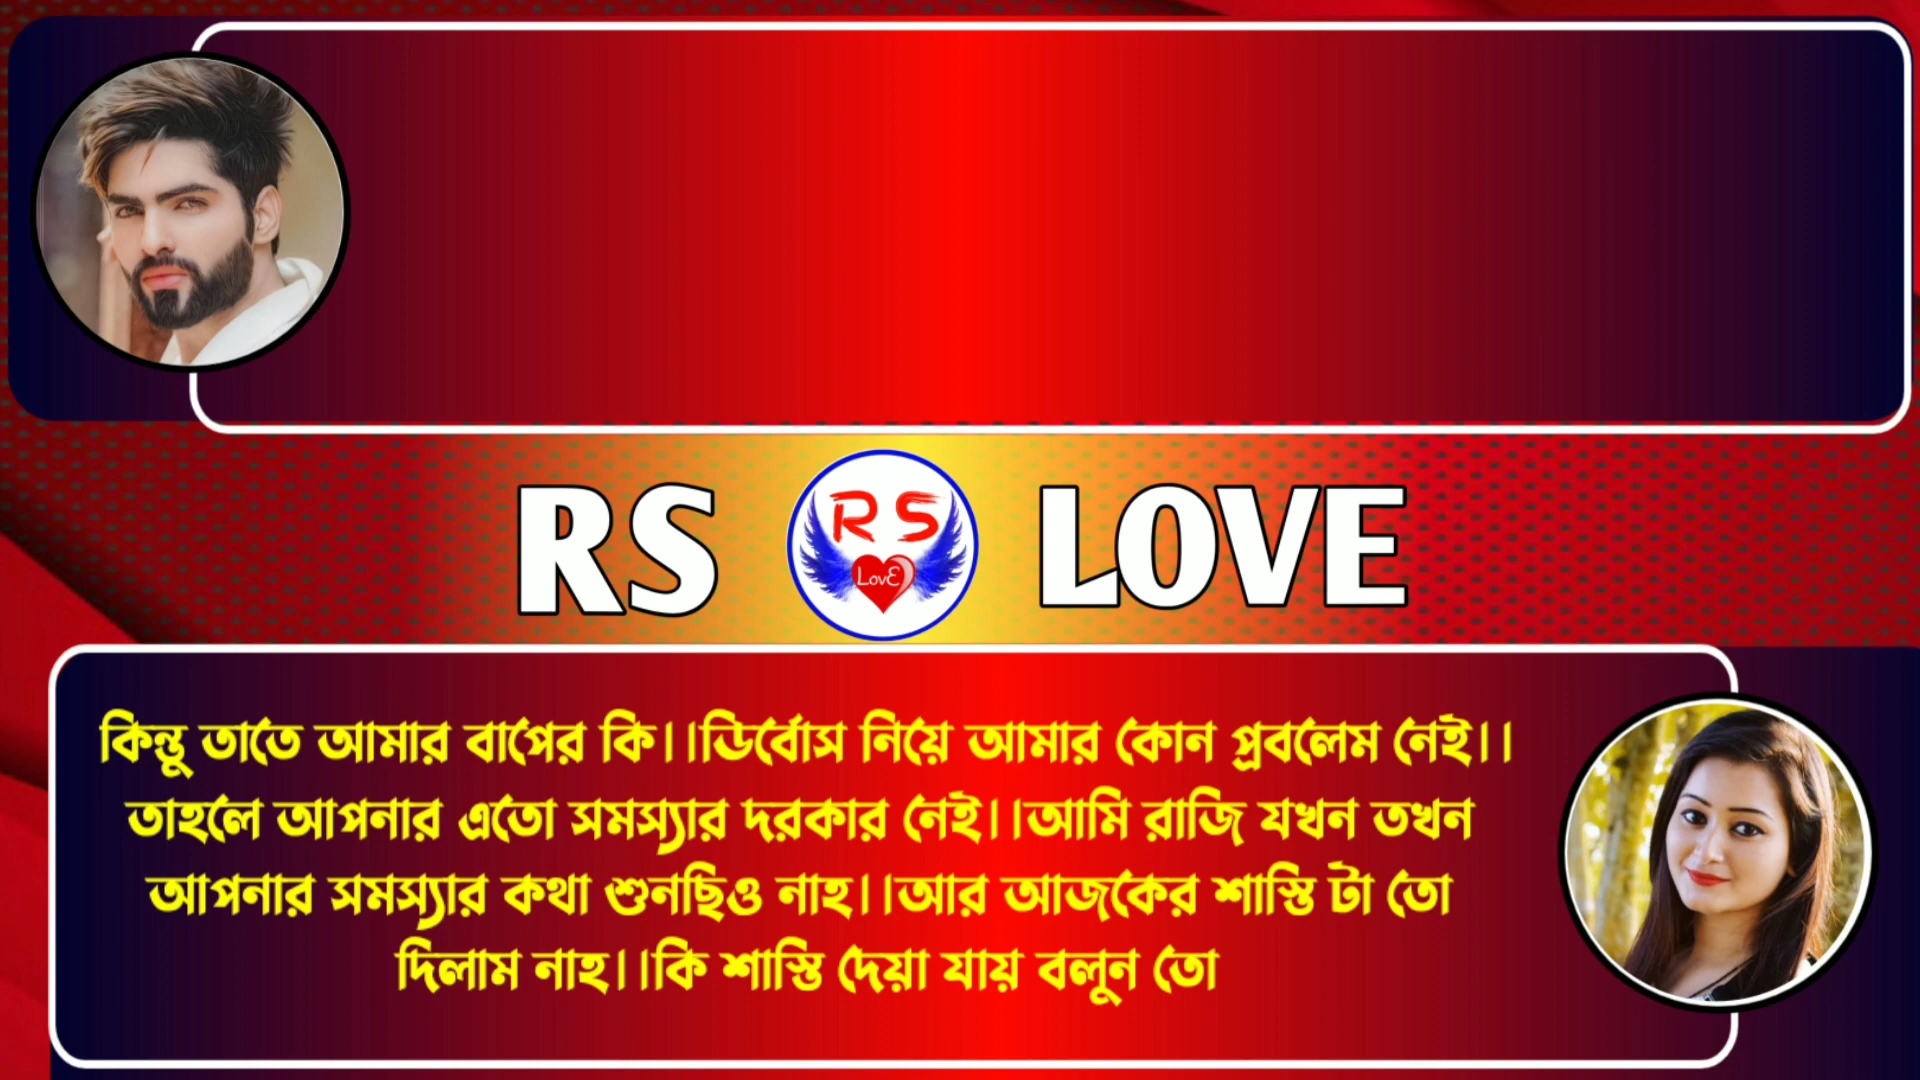 RS RS LovE LOVE
কিন্তু তাতে আমার বাপের কি।।ডির্বোস নিয়ে আমার কোন প্রবলেম নেই।।
তাহলে আপনার এতো সমস্যার দরকার নেই।।আমি রাজি যখন তখন
আপনার সমস্যার কথা শুনছিও নাহ।।আর আজকের শাস্তি টা তো
দিলাম নাহ।।কি শাস্তি দেয়া যায় বলুন তো